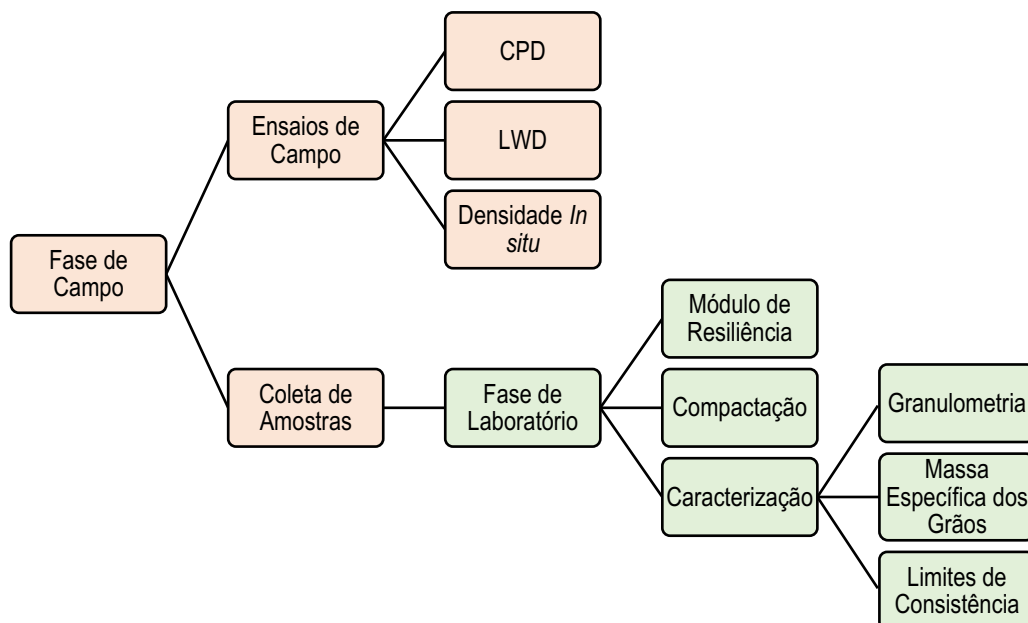 CPD
Ensaios de
Campo
LWD
Densidade In
situ
Fase de
Campo
Módulo de
Resiliência
Coleta de
Amostras
Fase de
Laboratório
Compactação
Granulometria
Caracterização
Massa
Específica dos
Grãos
Limites de
Consistência